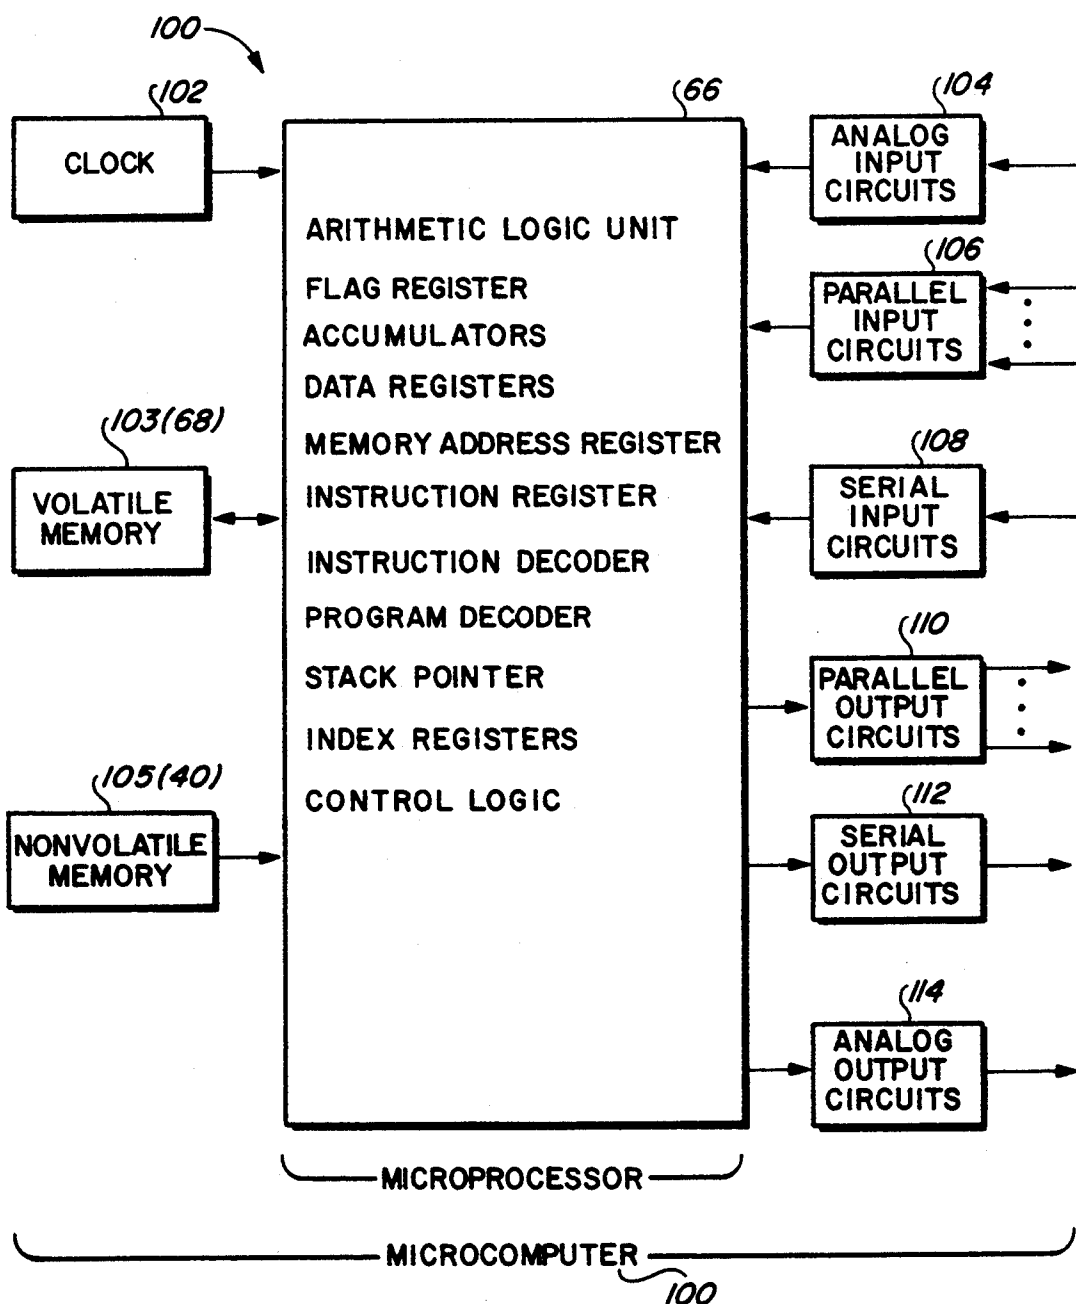 100
102
CLOCK
103(68)
VOLATILE
MEMORY
105(40)
NONVOLATILE
MEMORY
66
ARITHMETIC LOGIC UNIT
FLAG REGISTER
ACCUMULATORS
DATA REGISTERS
MEMORY ADDRESS REGISTER
INSTRUCTION REGISTER
INSTRUCTION DECODER
PROGRAM DECODER
STACK POINTER
INDEX REGISTERS
CONTROL LOGIC
104
ANALOG
INPUT
CIRCUITS
106
PARALLEL
INPUT
CIRCUITS
108
SERIAL
INPUT
CIRCUITS
110
PARALLEL
OUTPUT
CIRCUITS
112
SERIAL
OUTPUT
CIRCUITS
114
ANALOG
OUTPUT
CIRCUITS
MICROPROCESSOR
MICROCOMPUTER
100